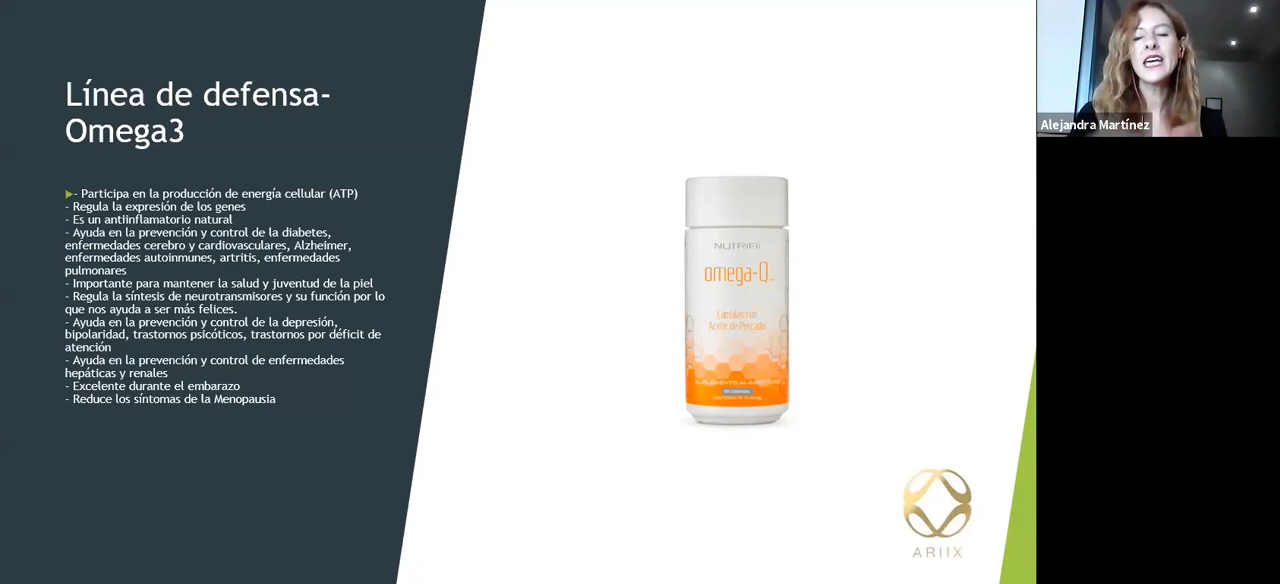 Línea de defensa-
Omega3
- Participa en la producción de energía cellular (ATP)
- Regula la expresión de los genes
- Es un antiinflamatorio natural
- Ayuda en la prevención y control de la diabetes,
enfermedades cerebro y cardiovasculares, Alzheimer,
enfermedades autoinmunes, artritis, enfermedades
pulmonares
- Importante para mantener la salud y juventud de la piel
- Regula la síntesis de neurotransmisores y su función por lo
que nos ayuda a ser más felices.
- Ayuda en la prevención y control de la depresión,
bipolaridad, trastornos psicóticos, trastornos por déficit de
atención
- Ayuda en la prevención y control de enfermedades
hepáticas y renales
- Excelente durante el embarazo
- Reduce los síntomas de la Menopausia
NUTRIFII
omega-Q
Cápsulas con
Aceite de Pescado
SUPLEMENTO ALIMENTICIO
ARIIX
Alejandra Martínez